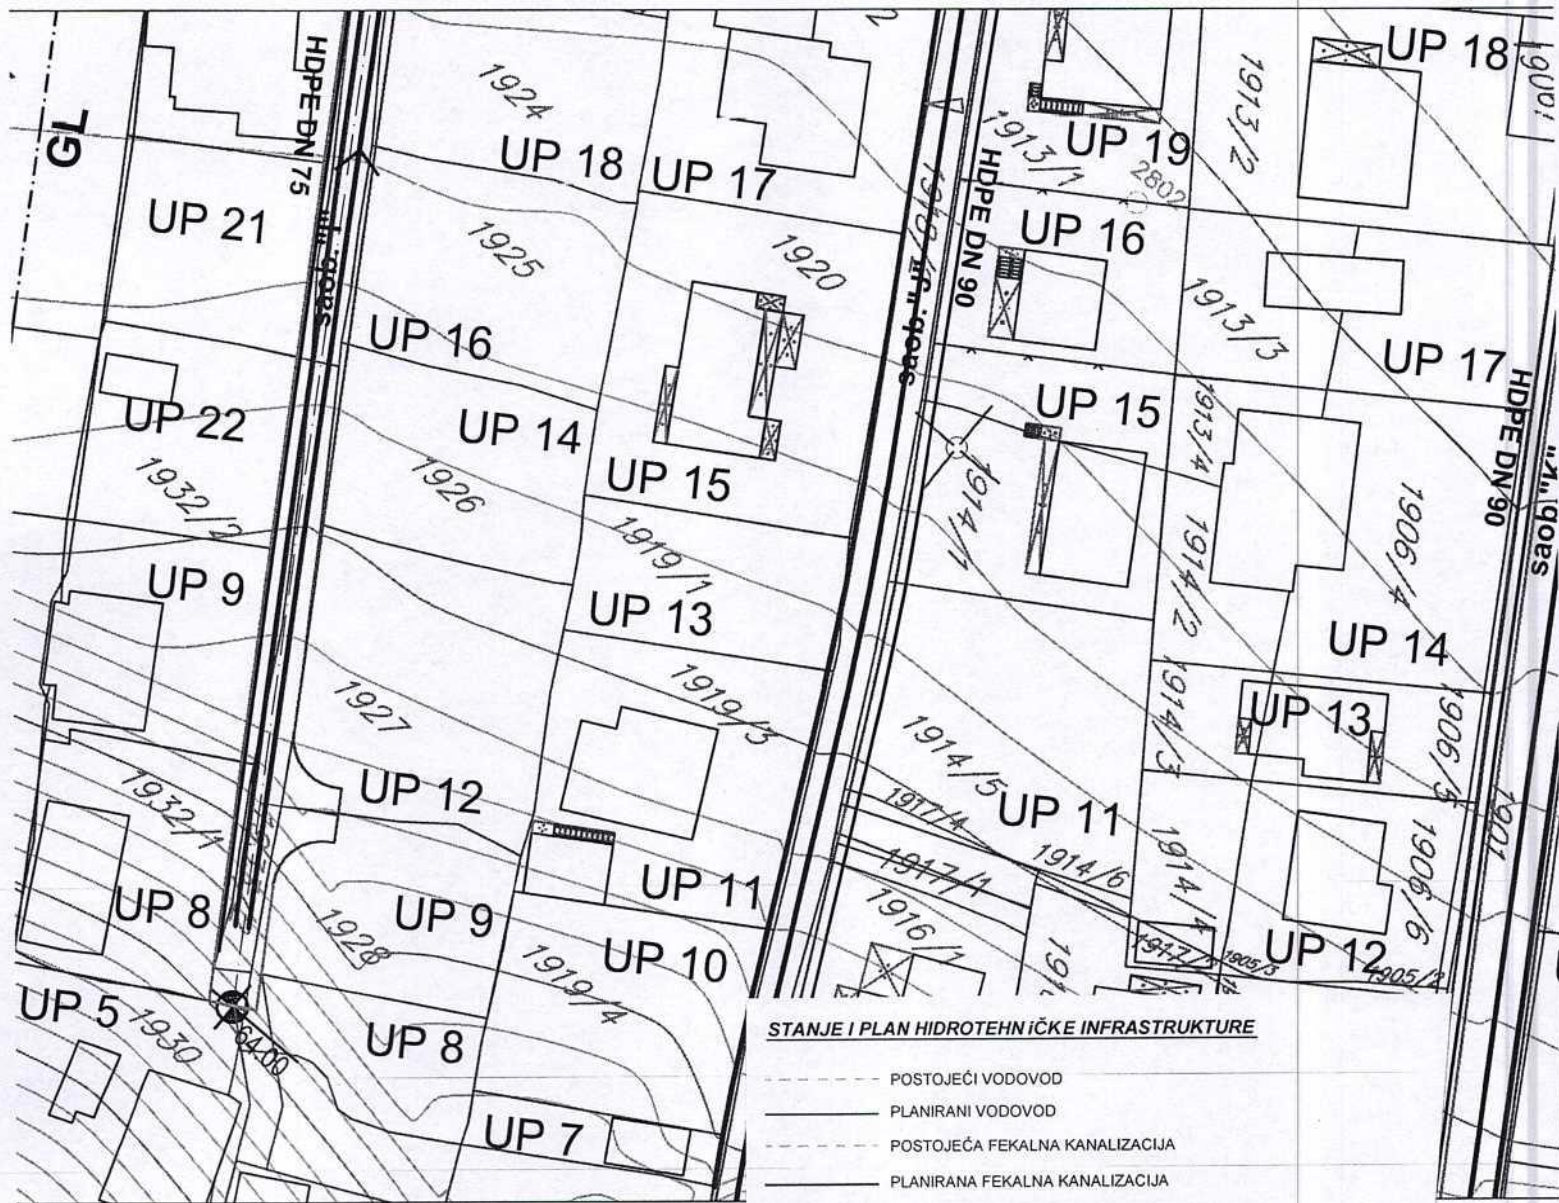 GL
HDPE DN 75
1924
UP 18
UP 17
1913/1
UP 19
2802
1913/2
UP 18
UP 21
1925
1920
HDPE DN 90
UP 16
1913/3
UP 17
HDPE DN 90
UP 16
UP 22
UP 14
1926
UP 15
UP 15
1913/4
1932/2
1919/1
1914/1
1914/2
1906/4
UP 9
UP 13
UP 14
1927
1919/3
1914/3
UP 13
1906/5
saob. "k"
UP 12
1914/5
UP 11
1932/1
1917/1
1914/6
1914/4
1901
UP 8
1928
UP 9
UP 11
1916/1
1906/6
UP 10
1919/4
UP 12
1905/3
1905/2
UP 5
1930
64.00
UP 8
UP 7
STANJE I PLAN HIDROTEHNIČKE INFRASTRUKTURE
POSTOJEĆI VODOVOD
PLANIRANI VODOVOD
POSTOJEĆA FEKALNA KANALIZACIJA
PLANIRANA FEKALNA KANALIZACIJA